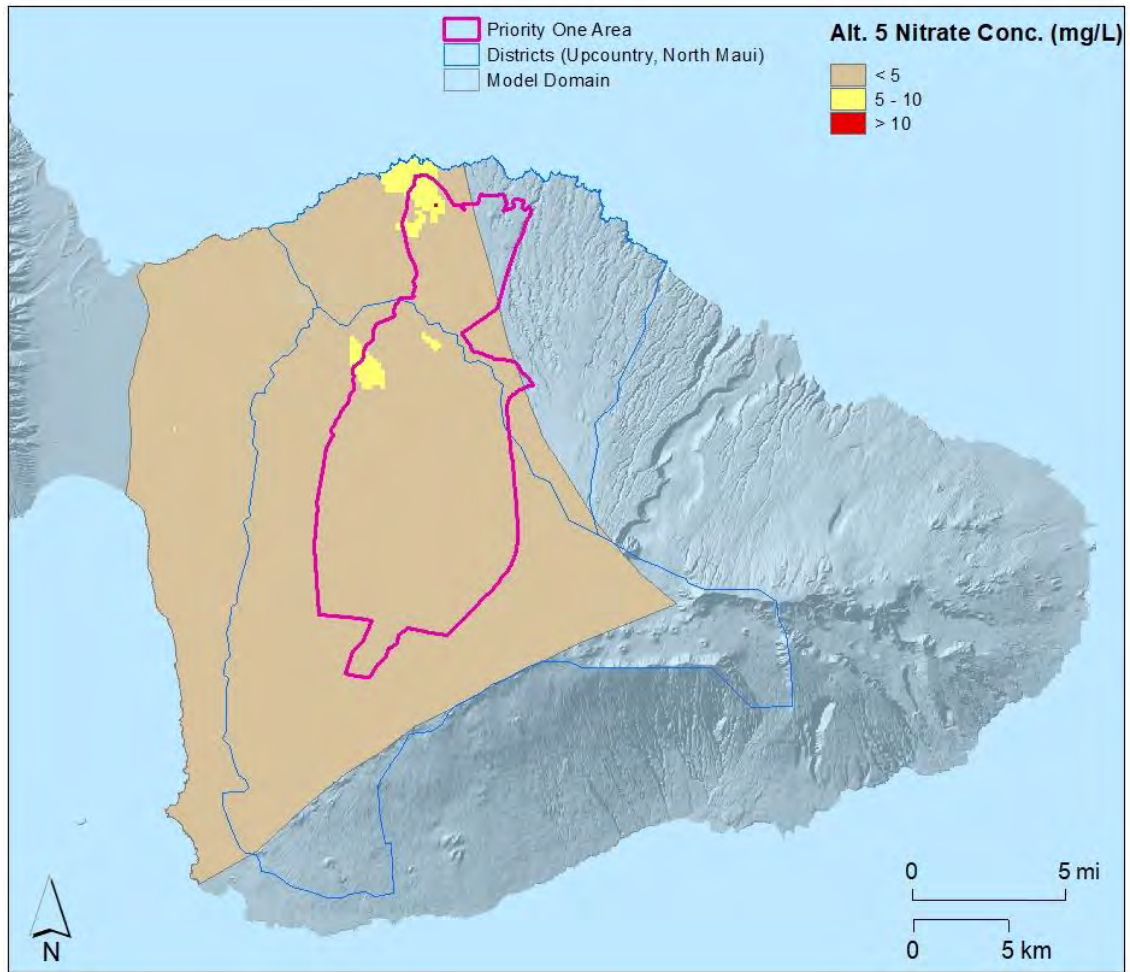 Priority One Area
Districts (Upcountry, North Maui)
Model Domain
Alt. 5 Nitrate Conc. (mg/L)
< 5
5 - 10
> 10
0 5 mi
0 5 km
N